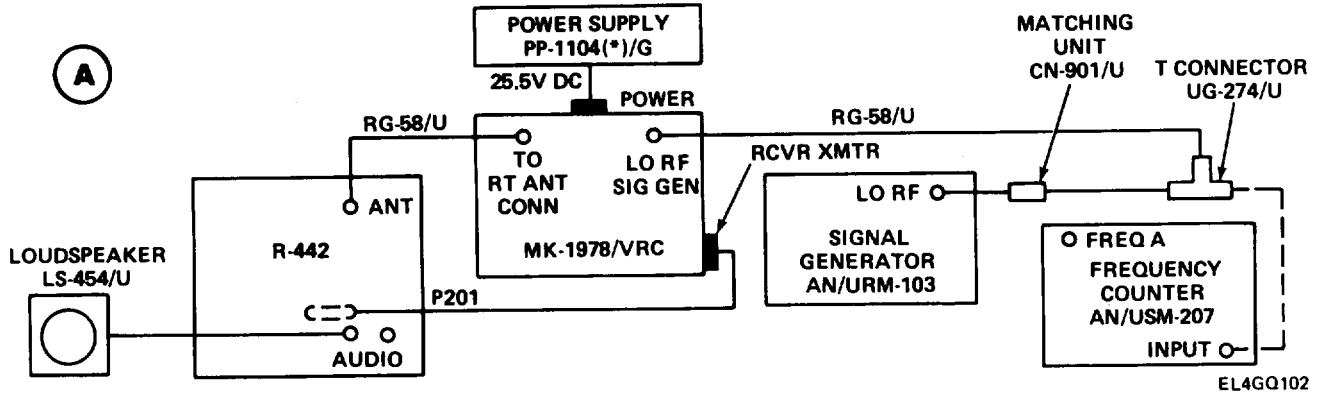 A
POWER SUPPLY
PP-1104(*)/G
25.5V DC
POWER
MATCHING
UNIT
CN-901/U
T CONNECTOR
UG-274/U
RG-58/U
TO
RT ANT
CONN
LO RF
SIG GEN
MK-1978/VRC
RG-58/U
RCVR XMTR
ANT
R-442
P201
AUDIO
LOUDSPEAKER
LS-454/U
LO RF
SIGNAL
GENERATOR
AN/URM-103
FREQ A
FREQUENCY
COUNTER
AN/USM-207
INPUT
EL4GQ102